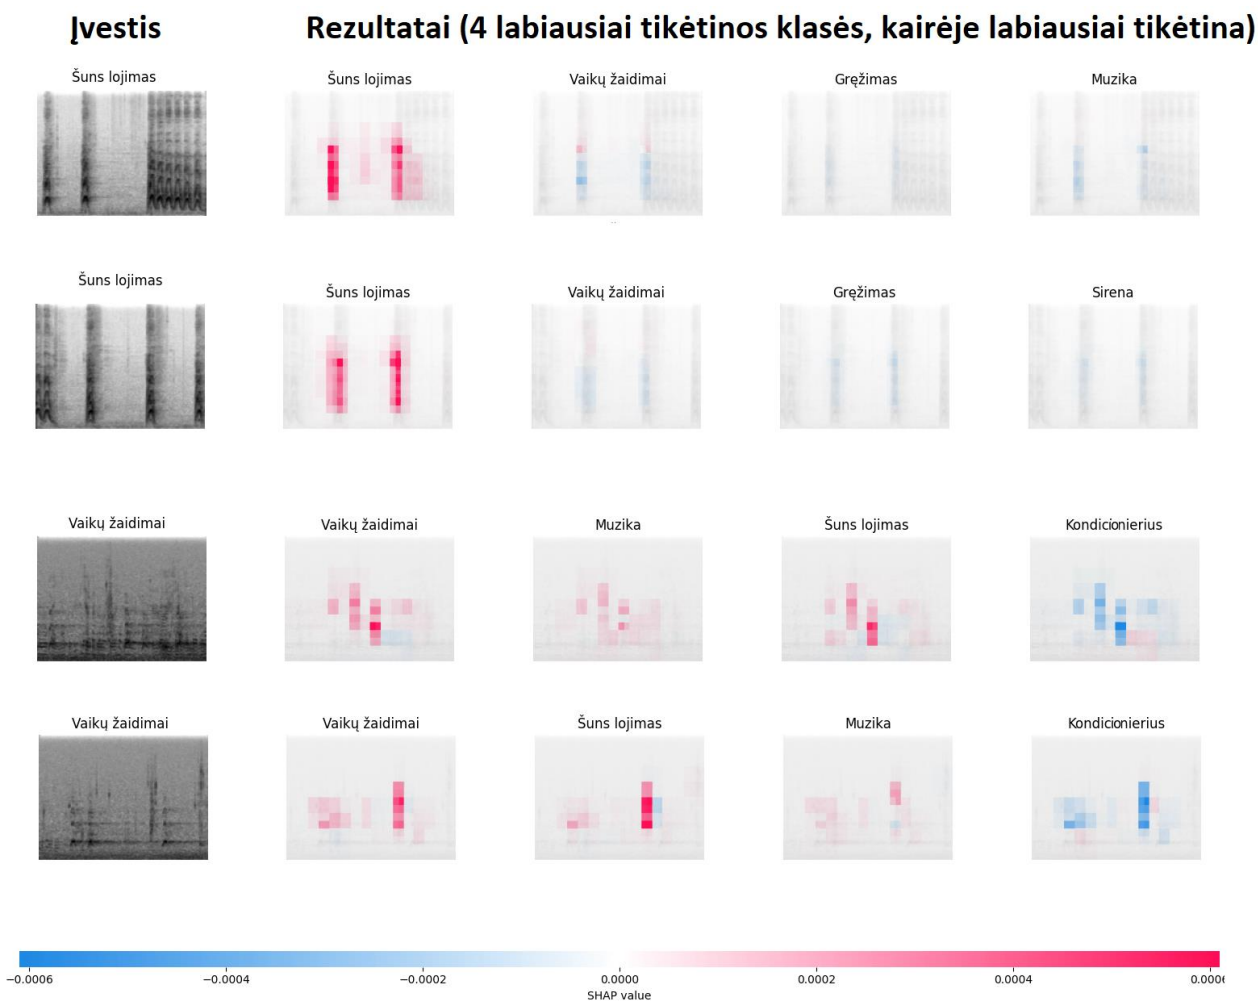 Įvestis Rezultatai (4 labiausiai tikėtinos klasės, kairėje labiausiai tikėtina)
Šuns lojimas Šuns lojimas Vaikų žaidimai Gręžimas Muzika
Šuns lojimas Šuns lojimas Vaikų žaidimai Gręžimas Sirena
Vaikų žaidimai Vaikų žaidimai Muzika Šuns lojimas Kondicionierius
Vaikų žaidimai Vaikų žaidimai Šuns lojimas Muzika Kondicionierius
−0.0006 −0.0004 −0.0002 0.0000 0.0002 0.0004 0.000
SHAP value